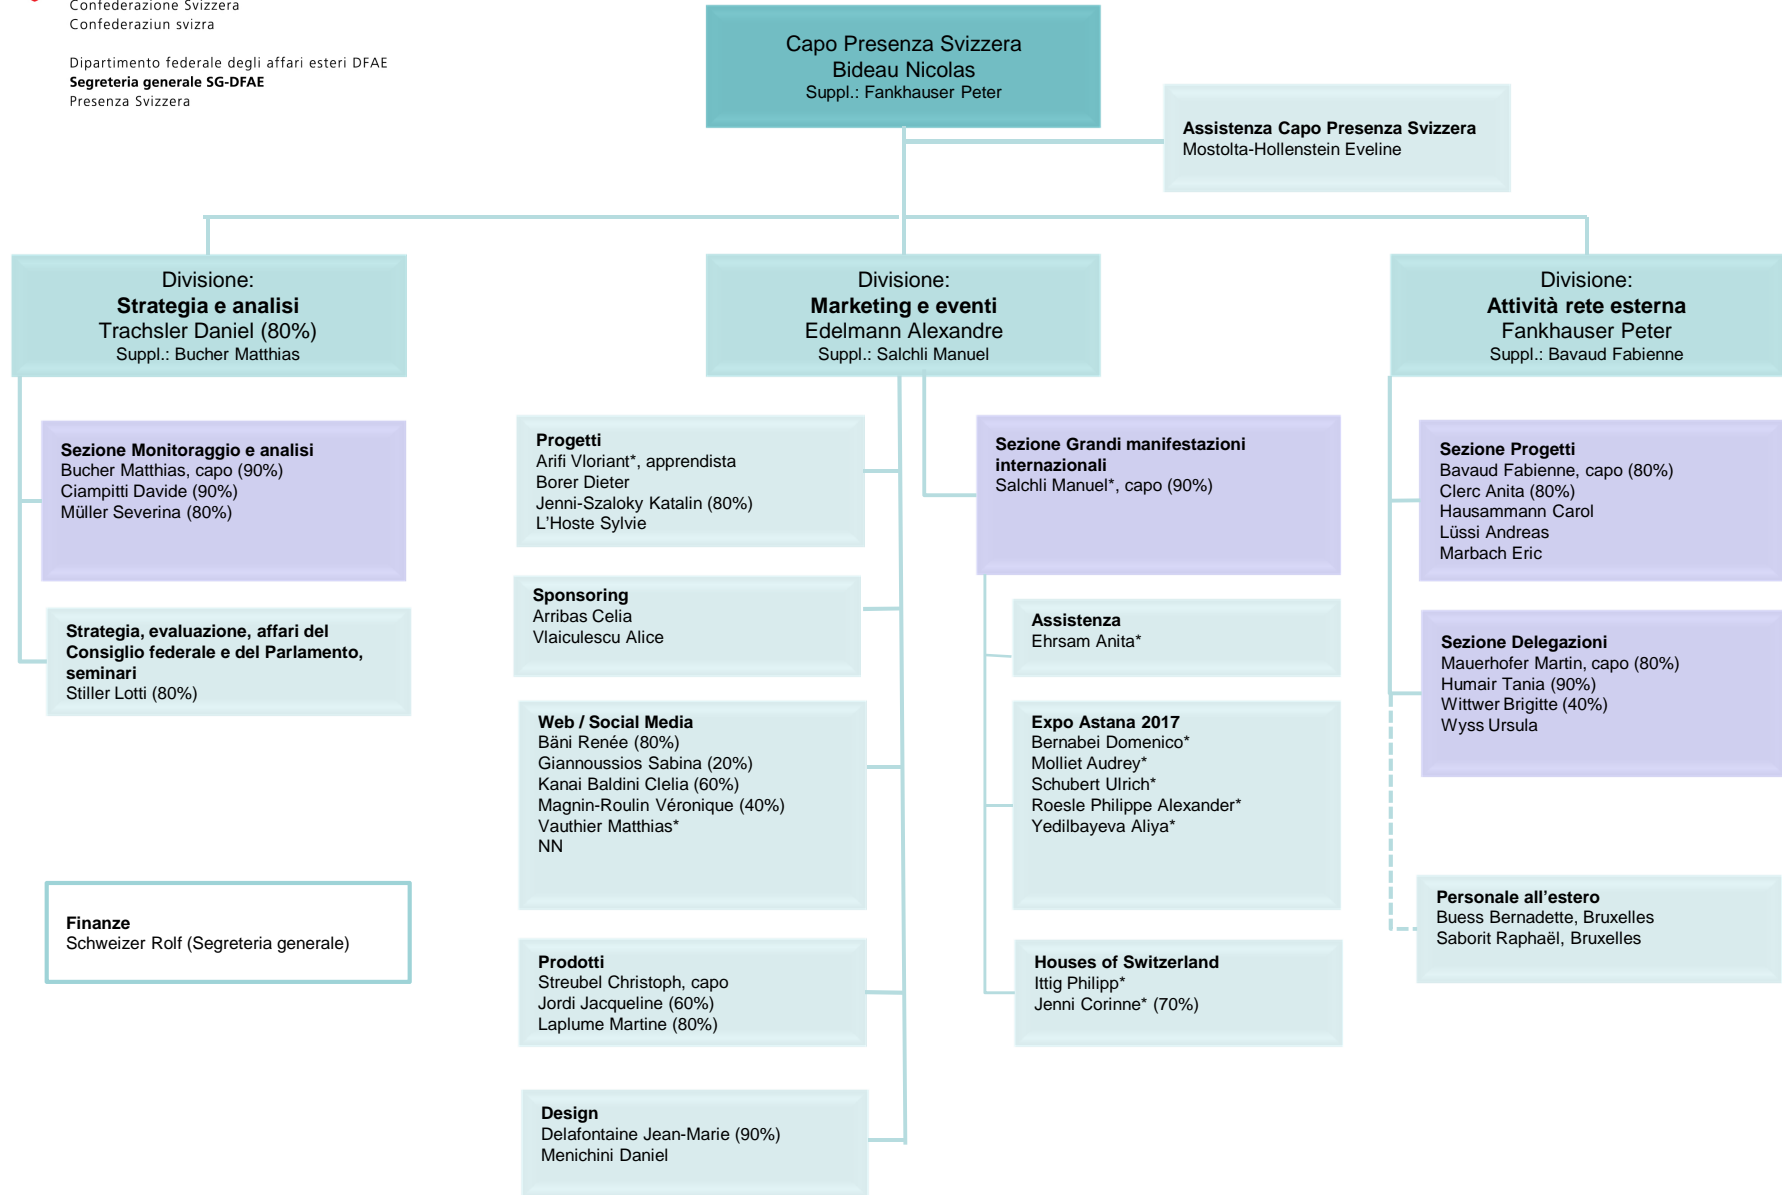 Confederazione Svizzera
Confederaziun svizra
Dipartimento federale degli affari esteri DFAE
Segreteria generale SG-DFAE
Presenza Svizzera
Capo Presenza Svizzera
Bideau Nicolas
Suppl.: Fankhauser Peter
Assistenza Capo Presenza Svizzera
Mostolta-Hollenstein Eveline
Divisione:
Strategia e analisi
Trachsler Daniel (80%)
Suppl.: Bucher Matthias
Divisione:
Marketing e eventi
Edelmann Alexandre
Suppl.: Salchli Manuel
Divisione:
Attività rete esterna
Fankhauser Peter
Suppl.: Bavaud Fabienne
Sezione Monitoraggio e analisi
Bucher Matthias, capo (90%)
Ciampitti Davide (90%)
Müller Severina (80%)
Strategia, evaluazione, affari del
Consiglio federale e del Parlamento,
seminari
Stiller Lotti (80%)
Finanze
Schweizer Rolf (Segreteria generale)
Progetti
Arifi Vloriant*, apprendista
Borer Dieter
Jenni-Szaloky Katalin (80%)
L'Hoste Sylvie
Sponsoring
Arribas Celia
Vlaiculescu Alice
Web / Social Media
Bäni Renée (80%)
Giannoussios Sabina (20%)
Kanai Baldini Clelia (60%)
Magnin-Roulin Véronique (40%)
Vauthier Matthias*
NN
Prodotti
Streubel Christoph, capo
Jordi Jacqueline (60%)
Laplume Martine (80%)
Design
Delafontaine Jean-Marie (90%)
Menichini Daniel
Sezione Grandi manifestazioni
internazionali
Salchli Manuel*, capo (90%)
Assistenza
Ehrsam Anita*
Expo Astana 2017
Bernabei Domenico*
Molliet Audrey*
Schubert Ulrich*
Roesle Philippe Alexander*
Yedilbayeva Aliya*
Houses of Switzerland
Ittig Philipp*
Jenni Corinne* (70%)
Sezione Progetti
Bavaud Fabienne, capo (80%)
Clerc Anita (80%)
Hausammann Carol
Lüssi Andreas
Marbach Eric
Sezione Delegazioni
Mauerhofer Martin, capo (80%)
Humair Tania (90%)
Wittwer Brigitte (40%)
Wyss Ursula
Personale all'estero
Buess Bernadette, Bruxelles
Saborit Raphaël, Bruxelles